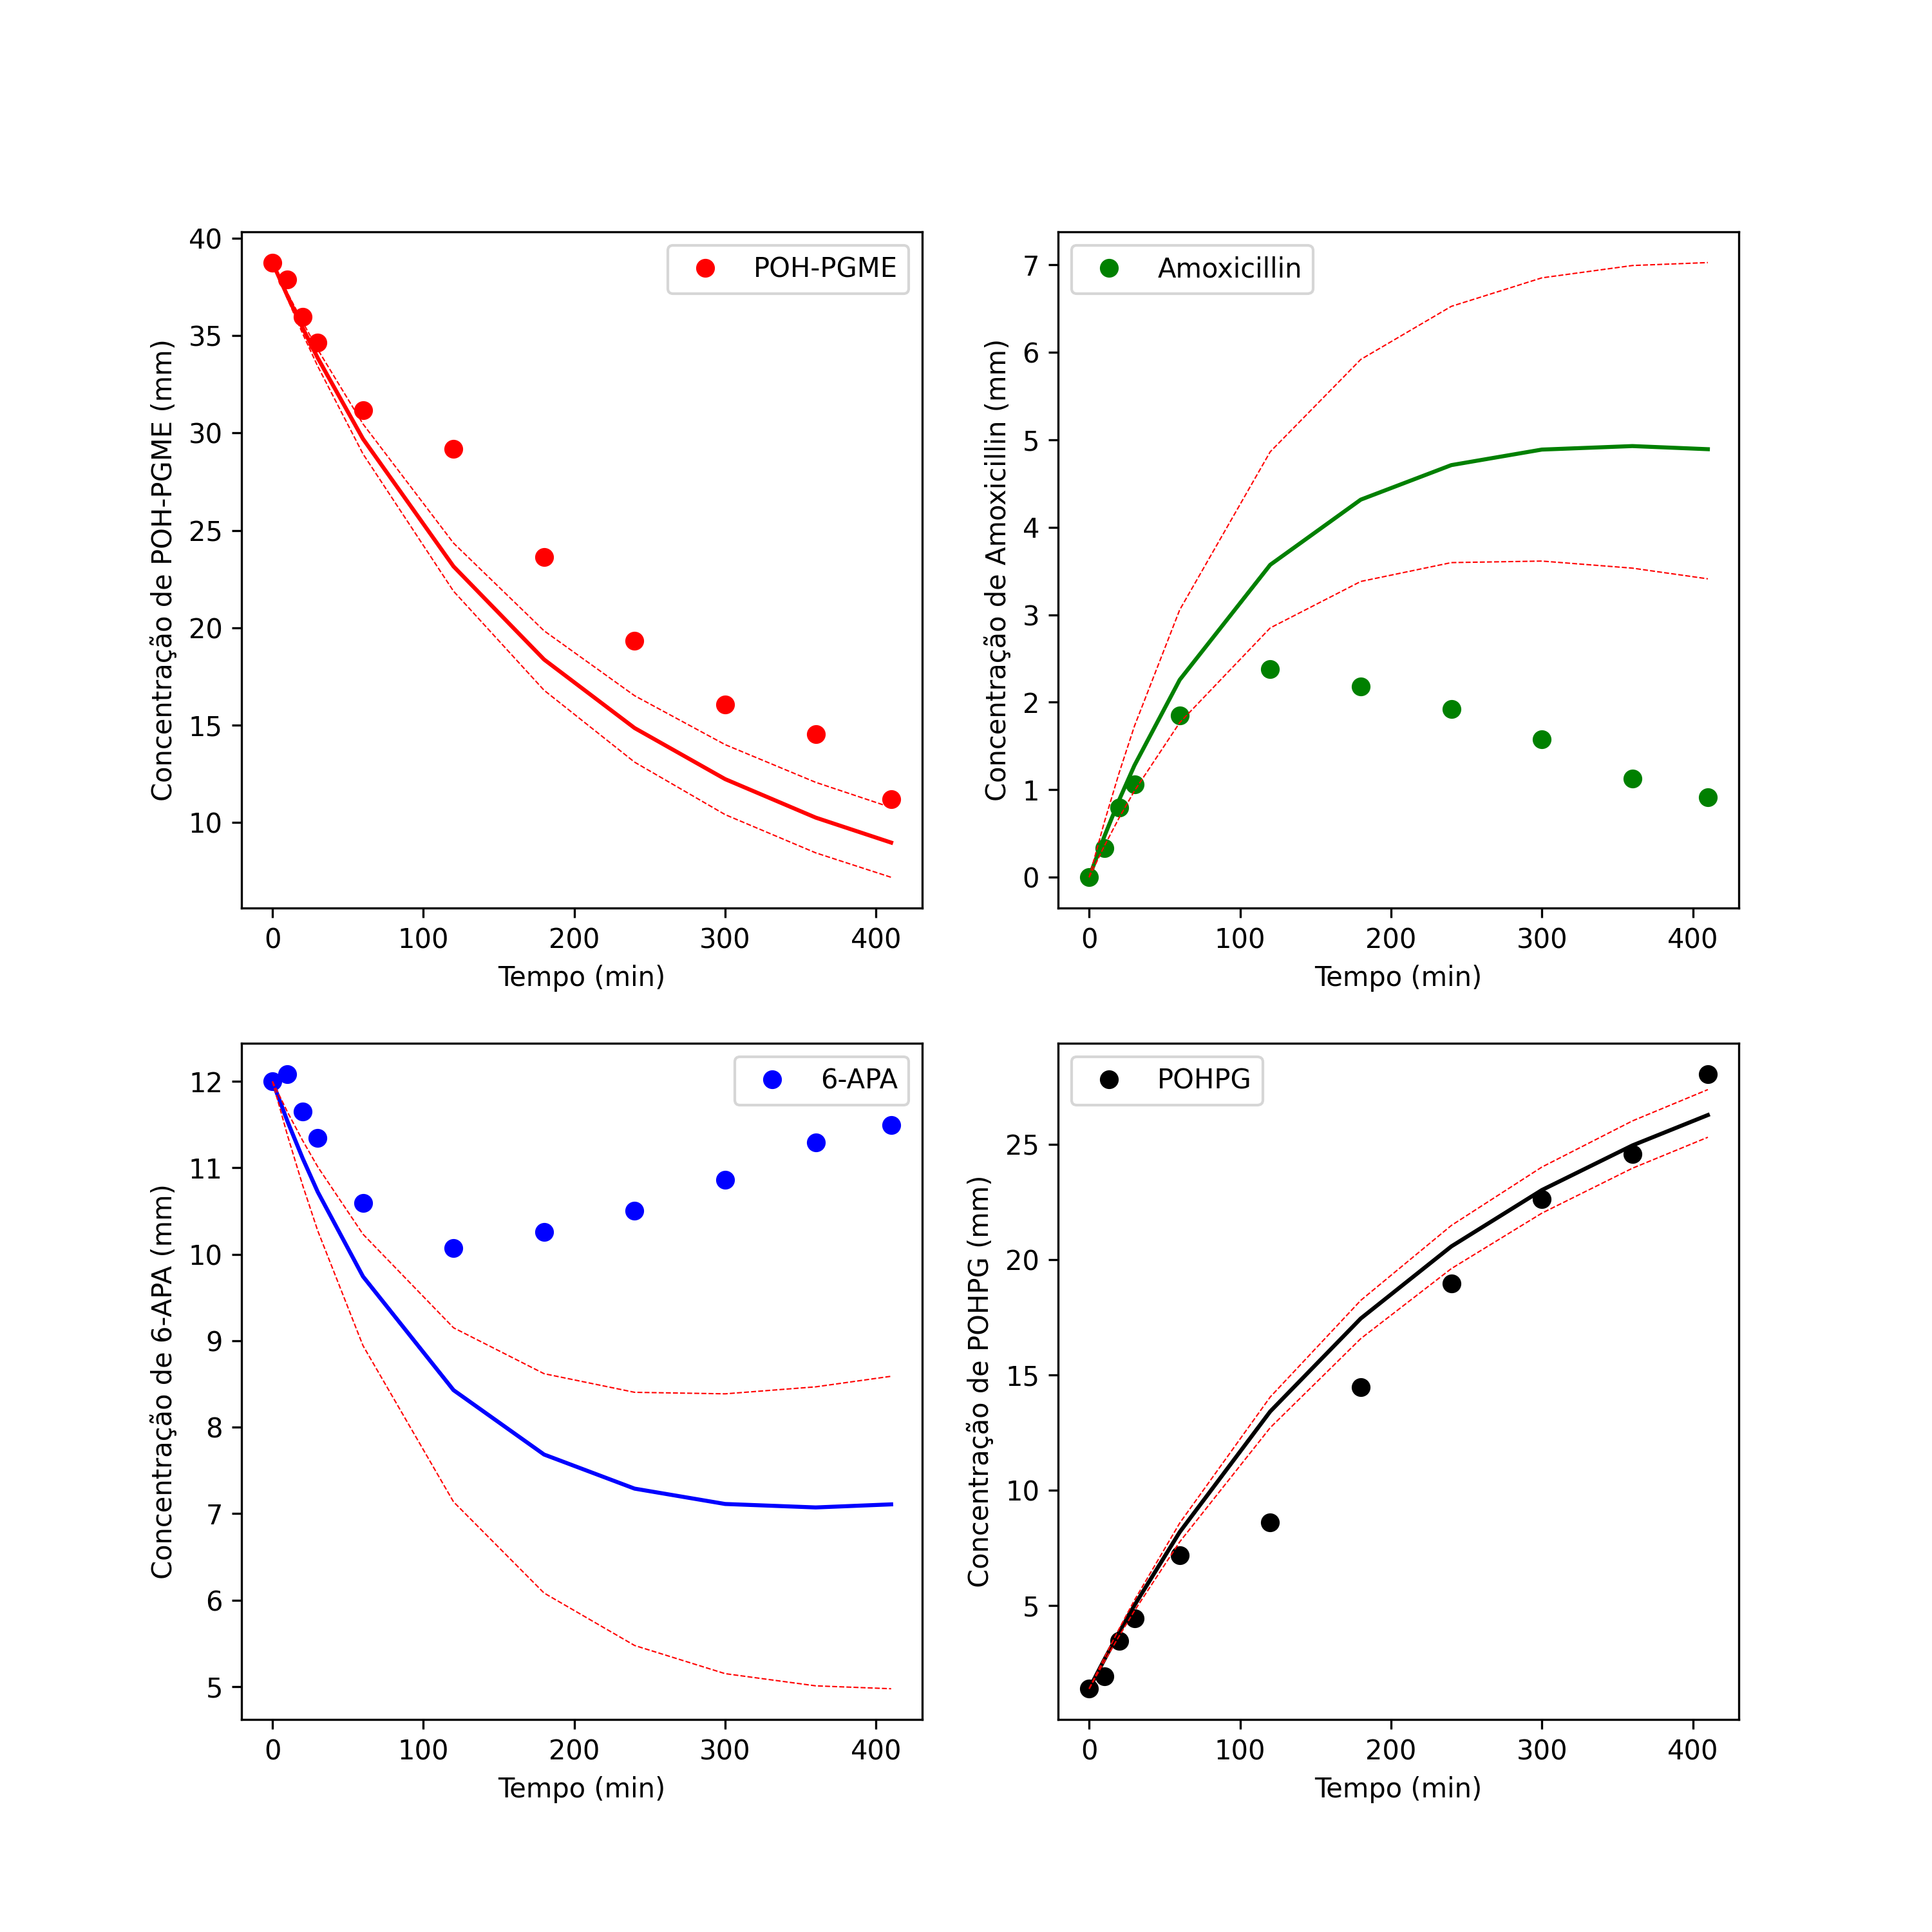 POH-PGME
Concentração de POH-PGME (mm)
40
35
30
25
20
15
10
0 100 200 300 400
Tempo (min)
Amoxicillin
Concentração de Amoxicillin (mm)
7
6
5
4
3
2
1
0
0 100 200 300 400
Tempo (min)
6-APA
Concentração de 6-APA (mm)
12
11
10
9
8
7
6
5
0 100 200 300 400
Tempo (min)
POHPG
Concentração de POHPG (mm)
25
20
15
10
5
0 100 200 300 400
Tempo (min)